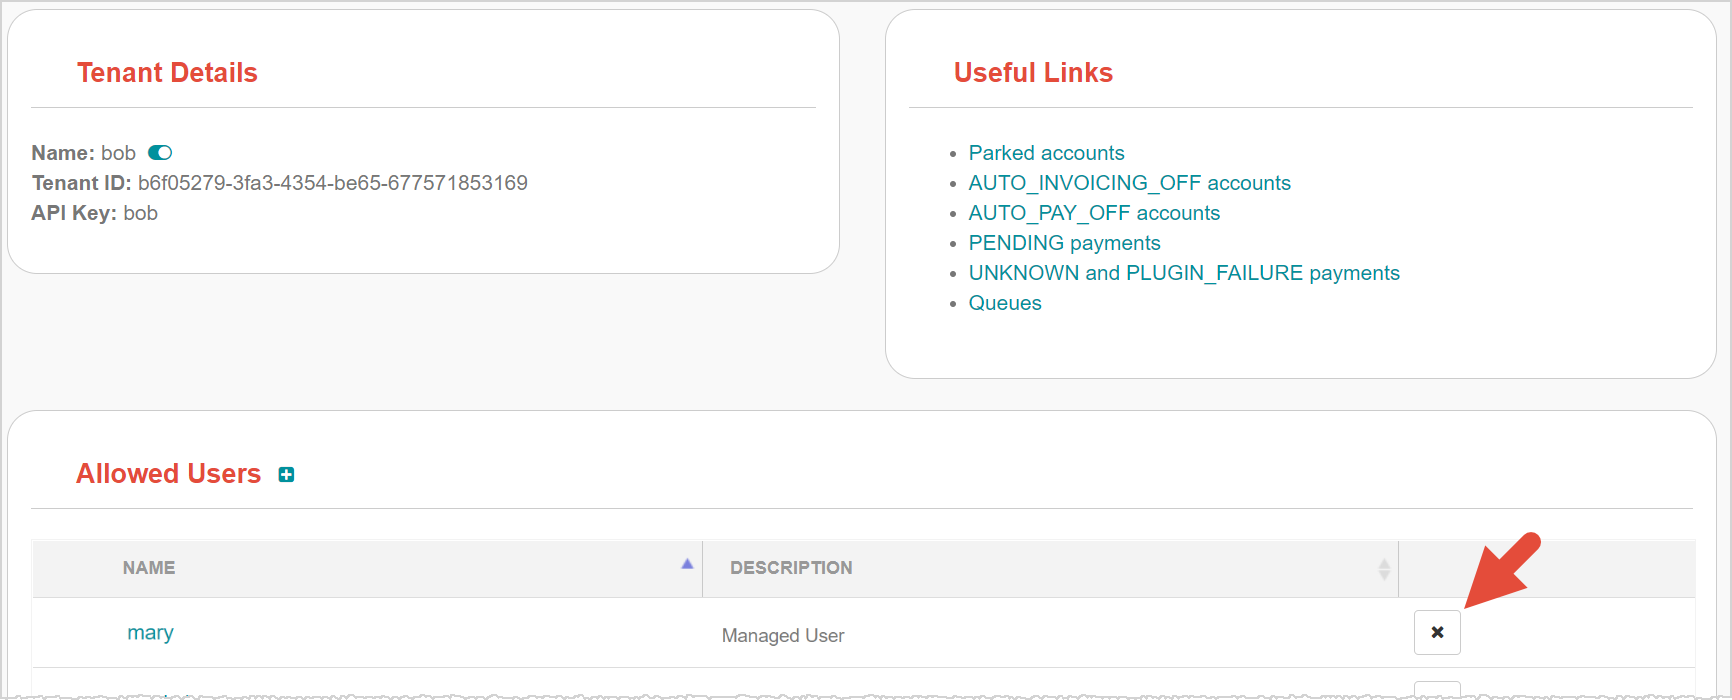 Tenant Details
Name: bob
Tenant ID: b6f05279-3fa3-4354-be65-677571853169
API Key: bob
Useful Links
Parked accounts
AUTO_INVOICING_OFF accounts
AUTO_PAY_OFF accounts
PENDING payments
UNKNOWN and PLUGIN_FAILURE payments
Queues
Allowed Users
NAME DESCRIPTION
mary Managed User